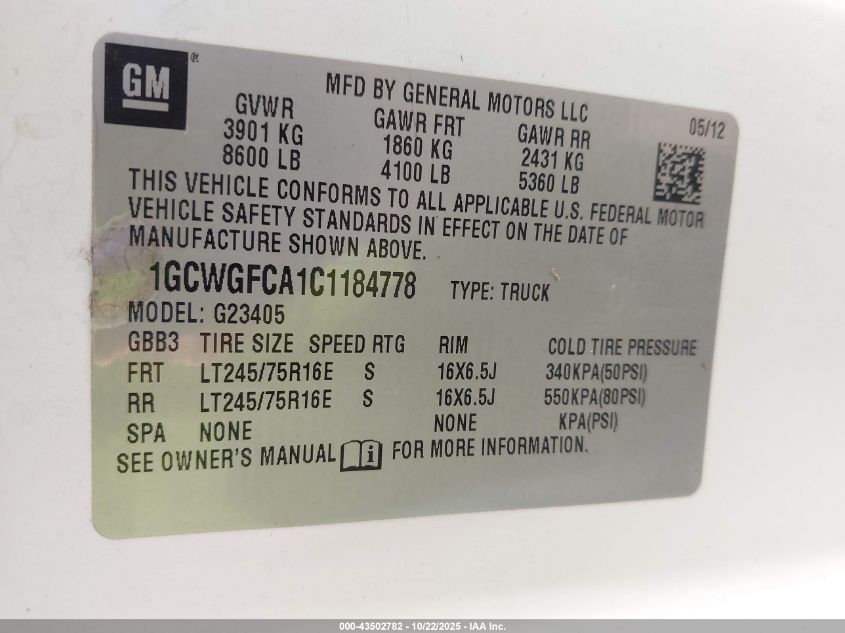 GM ®
MFD BY GENERAL MOTORS LLC
GVWR GAWR FRT GAWR RR 05/12
3901 KG 1860 KG 2431 KG
8600 LB 4100 LB 5360 LB
THIS VEHICLE CONFORMS TO ALL APPLICABLE U.S. FEDERAL MOTOR
VEHICLE SAFETY STANDARDS IN EFFECT ON THE DATE OF
MANUFACTURE SHOWN ABOVE.
1GCWGFCA1C1184778 TYPE: TRUCK
MODEL: G23405
GBB3 TIRE SIZE SPEED RTG RIM COLD TIRE PRESSURE
FRT LT245/75R16E S 16X6.5J 340KPA(50PSI)
RR LT245/75R16E S 16X6.5J 550KPA(80PSI)
SPA NONE NONE KPA(PSI)
SEE OWNER'S MANUAL i FOR MORE INFORMATION.
000-43502782 - 10/22/2025 - IAA Inc.